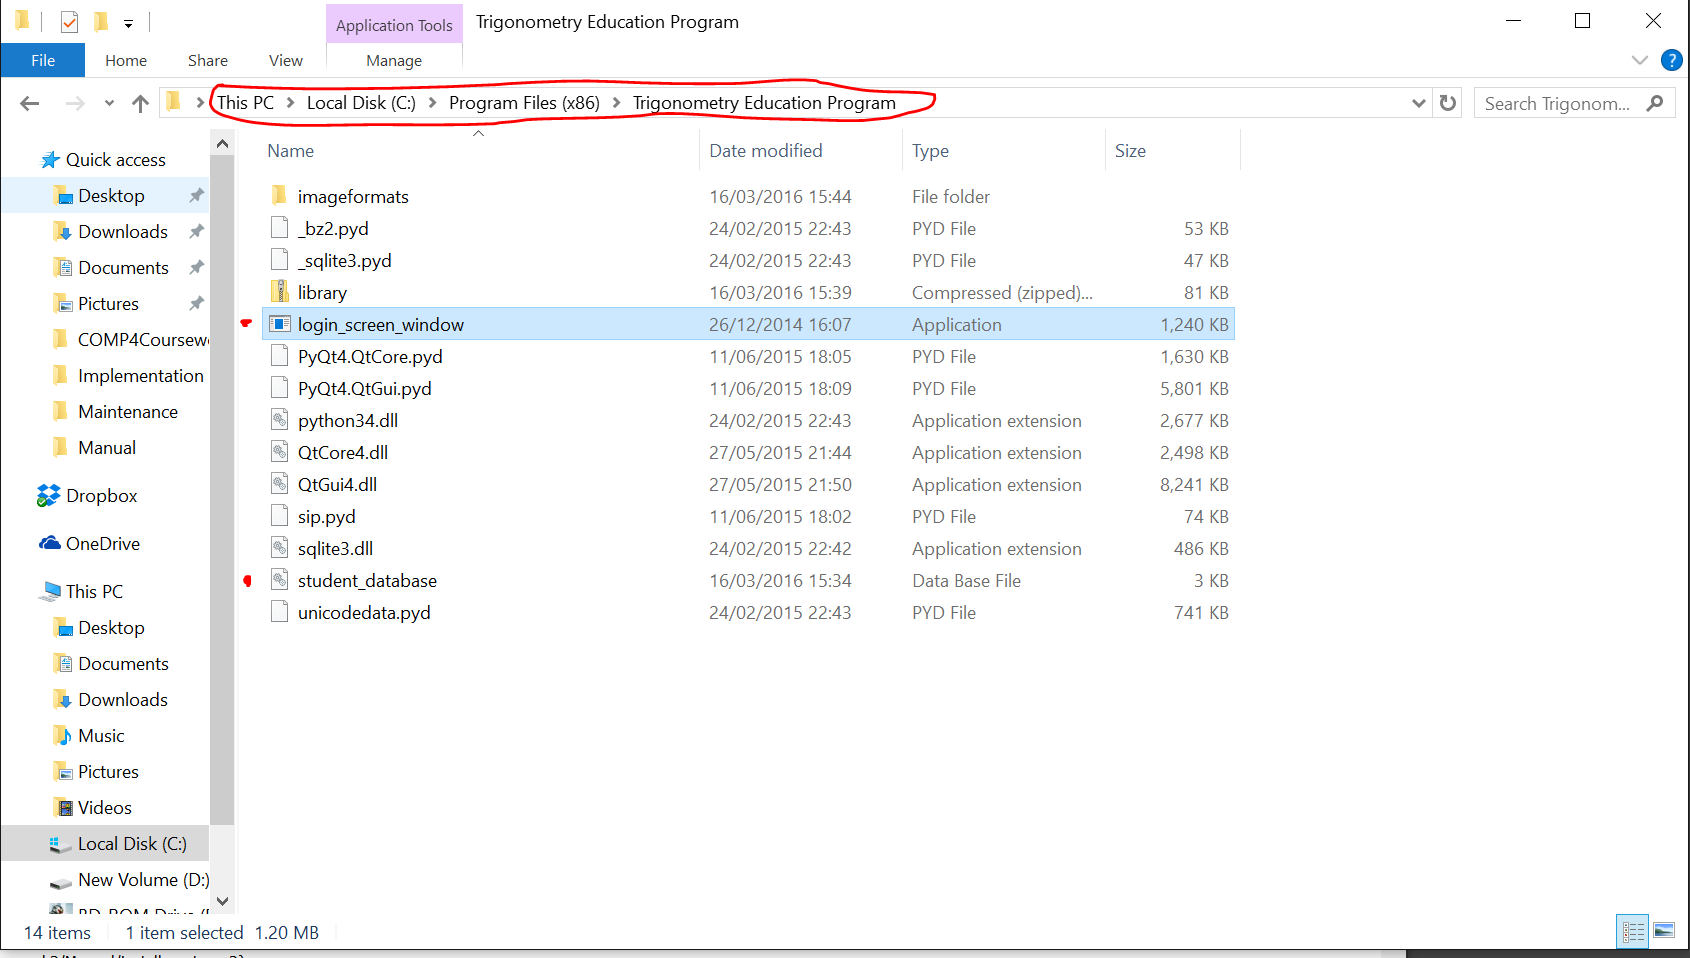 Application Tools
Trigonometry Education Program
File
Home
Share
View
Manage
This PC > Local Disk (C:) > Program Files (x86) > Trigonometry Education Program
Search Trigonom...
Quick access
Desktop
Downloads
Documents
Pictures
COMP4Coursew
Implementation
Maintenance
Manual
Dropbox
OneDrive
This PC
Desktop
Documents
Downloads
Music
Pictures
Videos
Local Disk (C:)
New Volume (D:)
Name Date modified Type Size
imageformats 16/03/2016 15:44 File folder
_bz2.pyd 24/02/2015 22:43 PYD File 53 KB
_sqlite3.pyd 24/02/2015 22:43 PYD File 47 KB
library 16/03/2016 15:39 Compressed (zipped)... 81 KB
login_screen_window 26/12/2014 16:07 Application 1,240 KB
PyQt4.QtCore.pyd 11/06/2015 18:05 PYD File 1,630 KB
PyQt4.QtGui.pyd 11/06/2015 18:09 PYD File 5,801 KB
python34.dll 24/02/2015 22:43 Application extension 2,677 KB
QtCore4.dll 27/05/2015 21:44 Application extension 2,498 KB
QtGui4.dll 27/05/2015 21:50 Application extension 8,241 KB
sip.pyd 11/06/2015 18:02 PYD File 74 KB
sqlite3.dll 24/02/2015 22:42 Application extension 486 KB
student_database 16/03/2016 15:34 Data Base File 3 KB
unicodedata.pyd 24/02/2015 22:43 PYD File 741 KB
14 items 1 item selected 1.20 MB